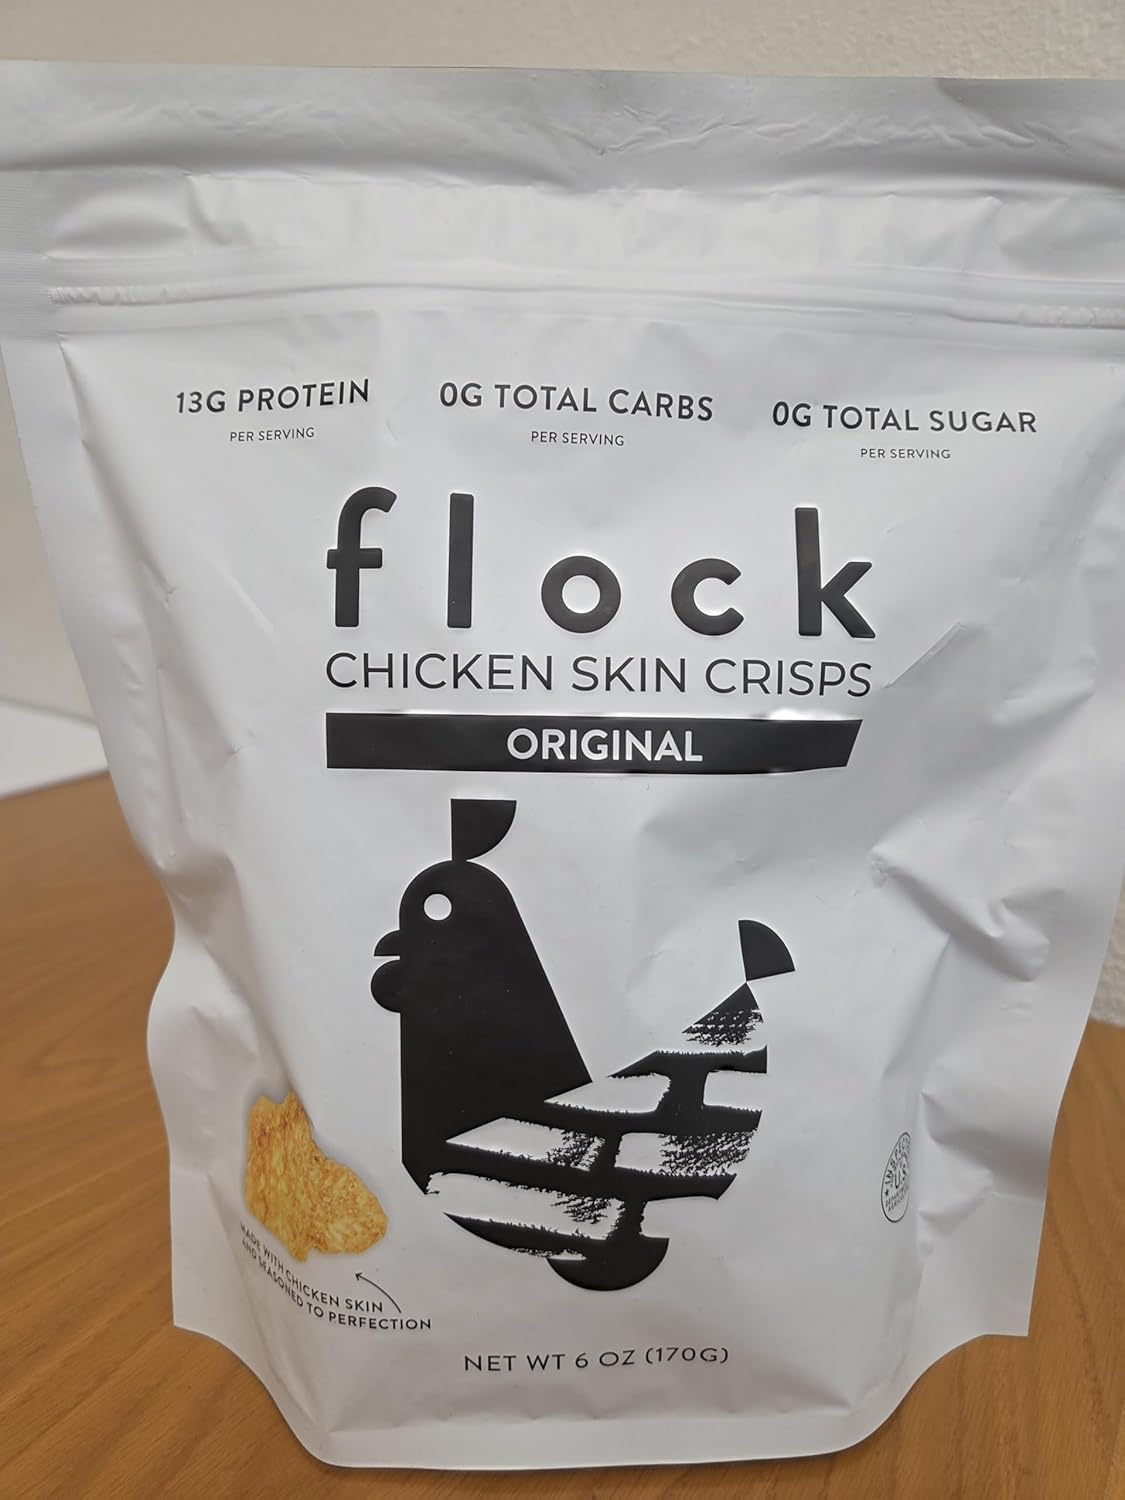 13G PROTEIN
PER SERVING
0G TOTAL CARBS
PER SERVING
0G TOTAL SUGAR
PER SERVING
flock
CHICKEN SKIN CRISPS
ORIGINAL
MADE WITH CHICKEN SKIN
AND SEASONED TO PERFECTION
NET WT 6 OZ (170G)